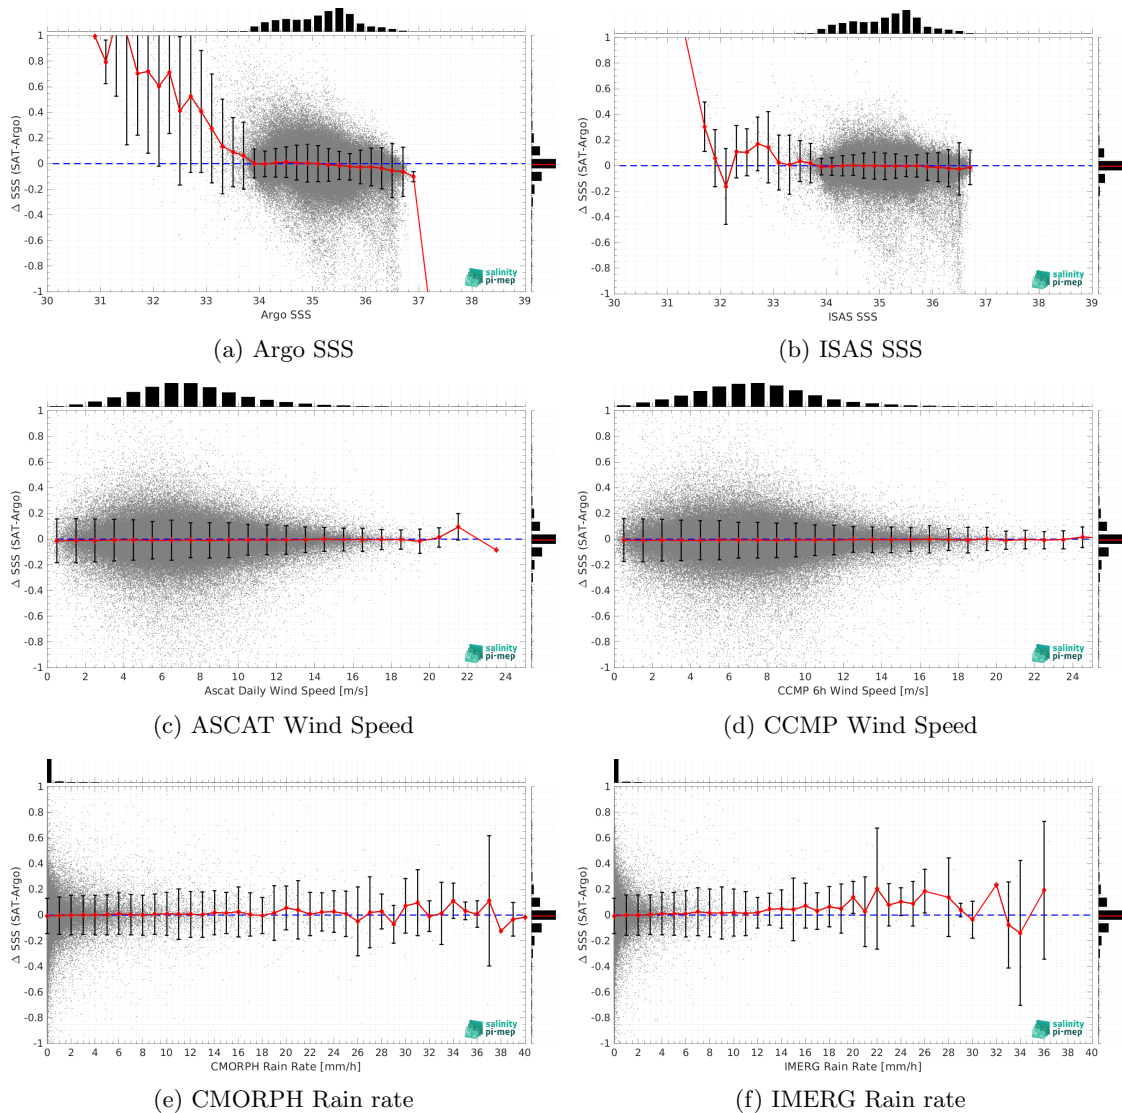 1
0.8
0.6
0.4
0.2
0
-0.2
-0.4
-0.6
-0.8
-1
Δ SSS (SAT-Argo)
30 31 32 33 34 35 36 37 38 39
Argo SSS
salinity
pi-mep
(a) Argo SSS
1
0.8
0.6
0.4
0.2
0
-0.2
-0.4
-0.6
-0.8
-1
Δ SSS (SAT-Argo)
30 31 32 33 34 35 36 37 38 39
ISAS SSS
salinity
pi-mep
(b) ISAS SSS
1
0.8
0.6
0.4
0.2
0
-0.2
-0.4
-0.6
-0.8
-1
Δ SSS (SAT-Argo)
0 2 4 6 8 10 12 14 16 18 20 22 24
Ascat Daily Wind Speed [m/s]
salinity
pi-mep
(c) ASCAT Wind Speed
1
0.8
0.6
0.4
0.2
0
-0.2
-0.4
-0.6
-0.8
-1
Δ SSS (SAT-Argo)
0 2 4 6 8 10 12 14 16 18 20 22 24
CCMP 6h Wind Speed [m/s]
salinity
pi-mep
(d) CCMP Wind Speed
1
0.8
0.6
0.4
0.2
0
-0.2
-0.4
-0.6
-0.8
-1
Δ SSS (SAT-Argo)
0 2 4 6 8 10 12 14 16 18 20 22 24 26 28 30 32 34 36 38 40
CMORPH Rain Rate [mm/h]
salinity
pi-mep
(e) CMORPH Rain rate
1
0.8
0.6
0.4
0.2
0
-0.2
-0.4
-0.6
-0.8
-1
Δ SSS (SAT-Argo)
0 2 4 6 8 10 12 14 16 18 20 22 24 26 28 30 32 34 36 38 40
IMERG Rain Rate [mm/h]
salinity
pi-mep
(f) IMERG Rain rate